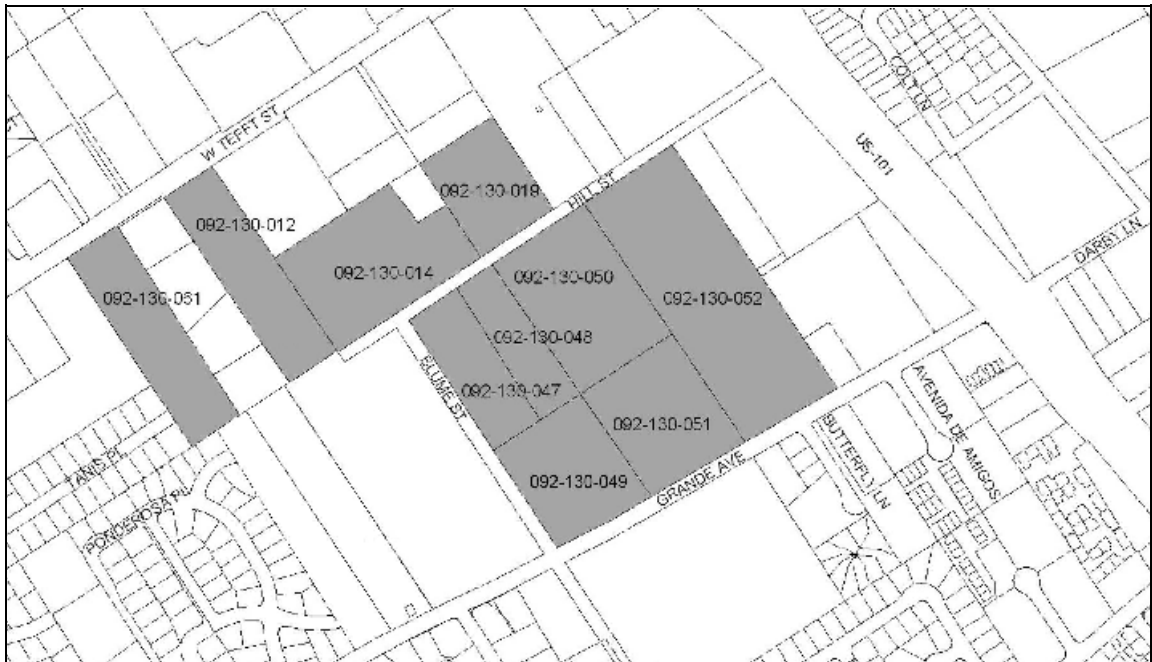 COLT LN
W TEFFT ST
US-101
092-130-019
HILL ST
092-130-012
DARBY LN
092-130-014
092-130-050
092-130-061
092-130-052
092-130-048
BLUME ST
092-130-047
AVENIDA DE AMIGOS
092-130-051
BUTTERFLY LN
TANIS PL
GRANDE AVE
092-130-049
PONDEROSA PL